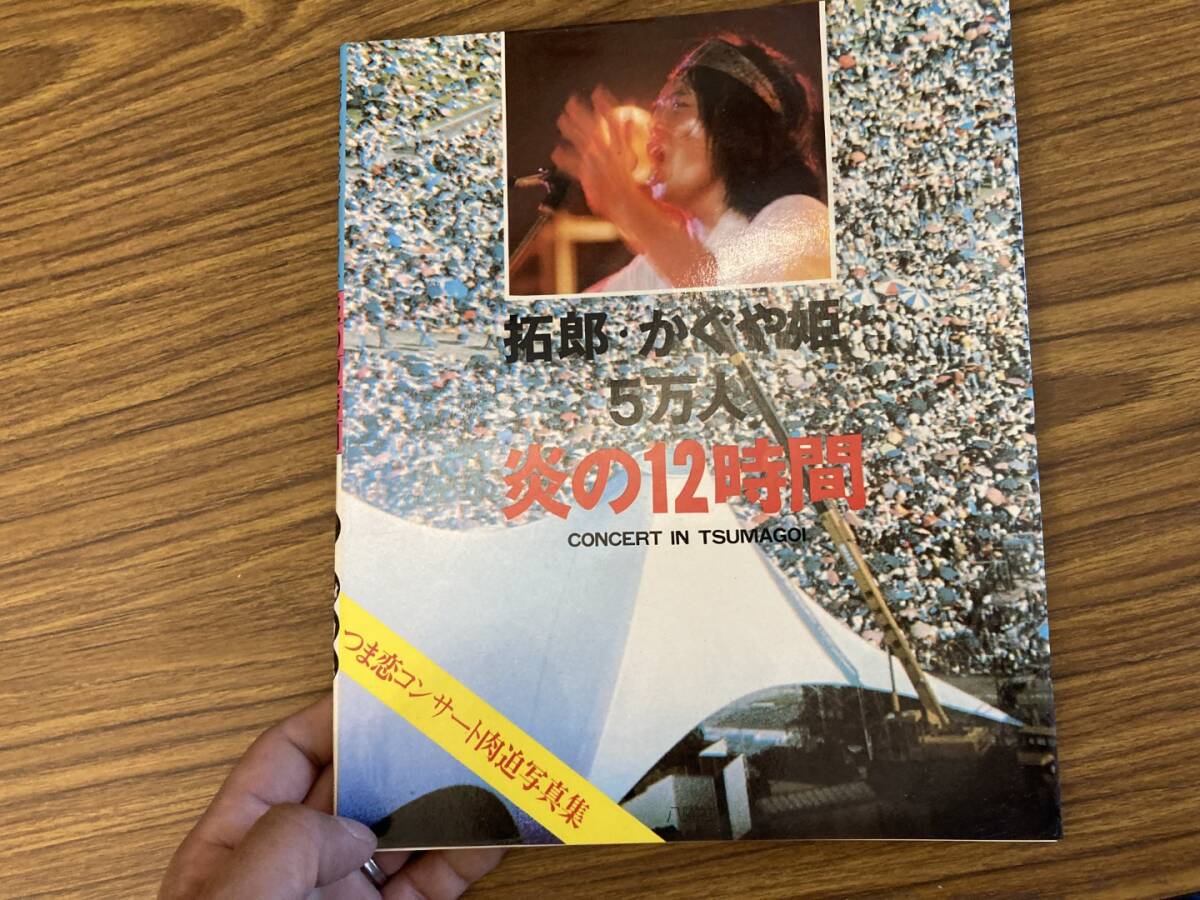 拓郎・かぐや姫
5万人
炎の12時間
CONCERT IN TSUMAGOI.
つま恋コンサート肉迫写真集